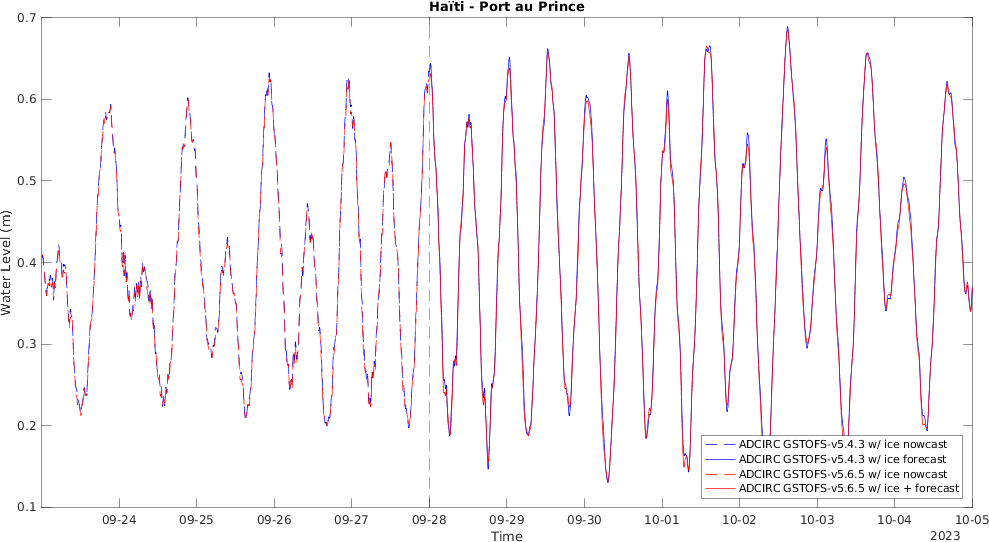 Haïti - Port au Prince
Water Level (m)
0.7
0.6
0.5
0.4
0.3
0.2
0.1
ADCIRC GSTOFS-v5.4.3 w/ ice nowcast
ADCIRC GSTOFS-v5.4.3 w/ ice forecast
ADCIRC GSTOFS-v5.6.5 w/ ice nowcast
ADCIRC GSTOFS-v5.6.5 w/ ice + forecast
09-24 09-25 09-26 09-27 09-28 09-29 09-30 10-01 10-02 10-03 10-04 10-05
Time
2023